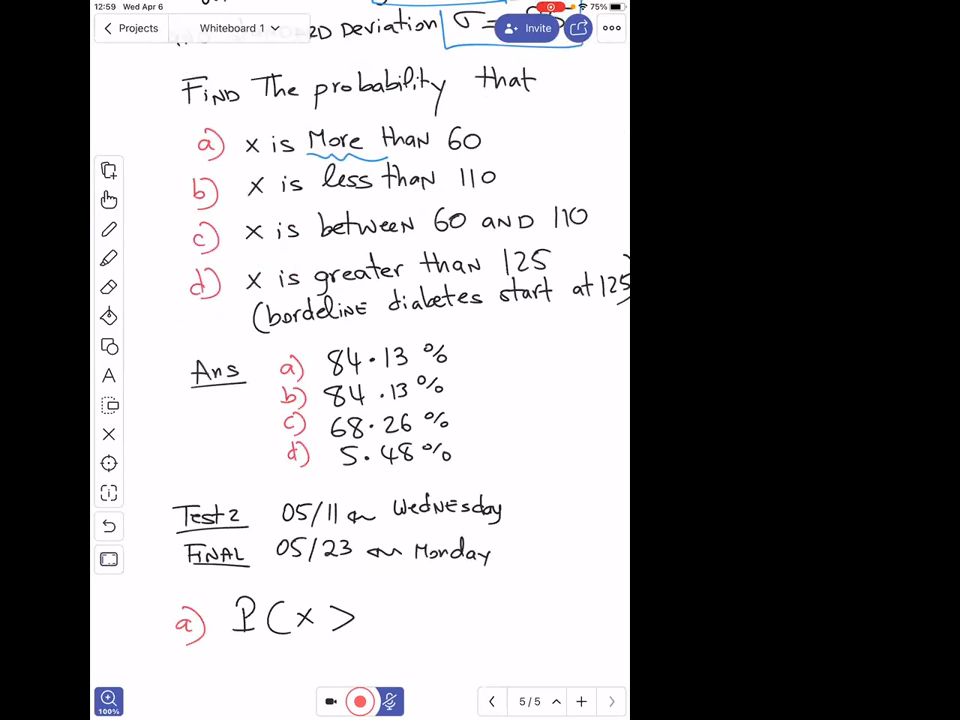 12:59 Wed Apr 6
75%
Projects
Whiteboard 1
Invite
Deviation σ =
FIND The probability that
a) x is More than 60
b) x is less than 110
c) x is between 60 AND 110
d) x is greater than 125
(bordeline diabetes start at 125)
Ans a) 84.13 %
b) 84.13 %
c) 68.26 %
d) 5.48 %
Test 2 05/11 on Wednesday
FINAL 05/23 on Monday
a) P(x >
100%
5/5